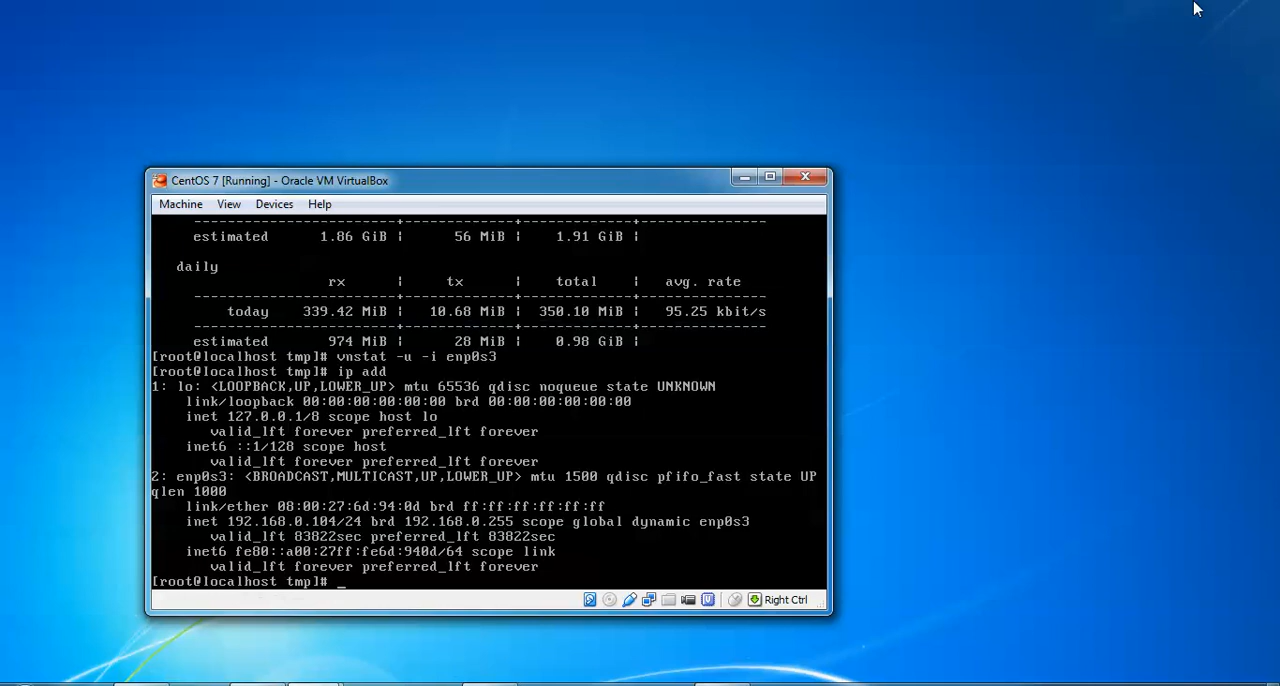 CentOS 7 [Running] - Oracle VM VirtualBox
Machine View Devices Help
estimated 1.86 GiB ¦ 56 MiB ¦ 1.91 GiB ¦
daily
rx ¦ tx ¦ total ¦ avg. rate
------------------------+-------------+-------------+---------------
today 339.42 MiB ¦ 10.68 MiB ¦ 350.10 MiB ¦ 95.25 kbit/s
------------------------+-------------+-------------+---------------
estimated 974 MiB ¦ 28 MiB ¦ 0.98 GiB ¦
[root@localhost tmp]# vnstat -u -i enp0s3
[root@localhost tmp]# ip add
1: lo: <LOOPBACK,UP,LOWER_UP> mtu 65536 qdisc noqueue state UNKNOWN
link/loopback 00:00:00:00:00:00 brd 00:00:00:00:00:00
inet 127.0.0.1/8 scope host lo
valid_lft forever preferred_lft forever
inet6 ::1/128 scope host
valid_lft forever preferred_lft forever
2: enp0s3: <BROADCAST,MULTICAST,UP,LOWER_UP> mtu 1500 qdisc pfifo_fast state UP
qlen 1000
link/ether 08:00:27:6d:94:0d brd ff:ff:ff:ff:ff:ff
inet 192.168.0.104/24 brd 192.168.0.255 scope global dynamic enp0s3
valid_lft 83822sec preferred_lft 83822sec
inet6 fe80::a00:27ff:fe6d:940d/64 scope link
valid_lft forever preferred_lft forever
[root@localhost tmp]# _
Right Ctrl